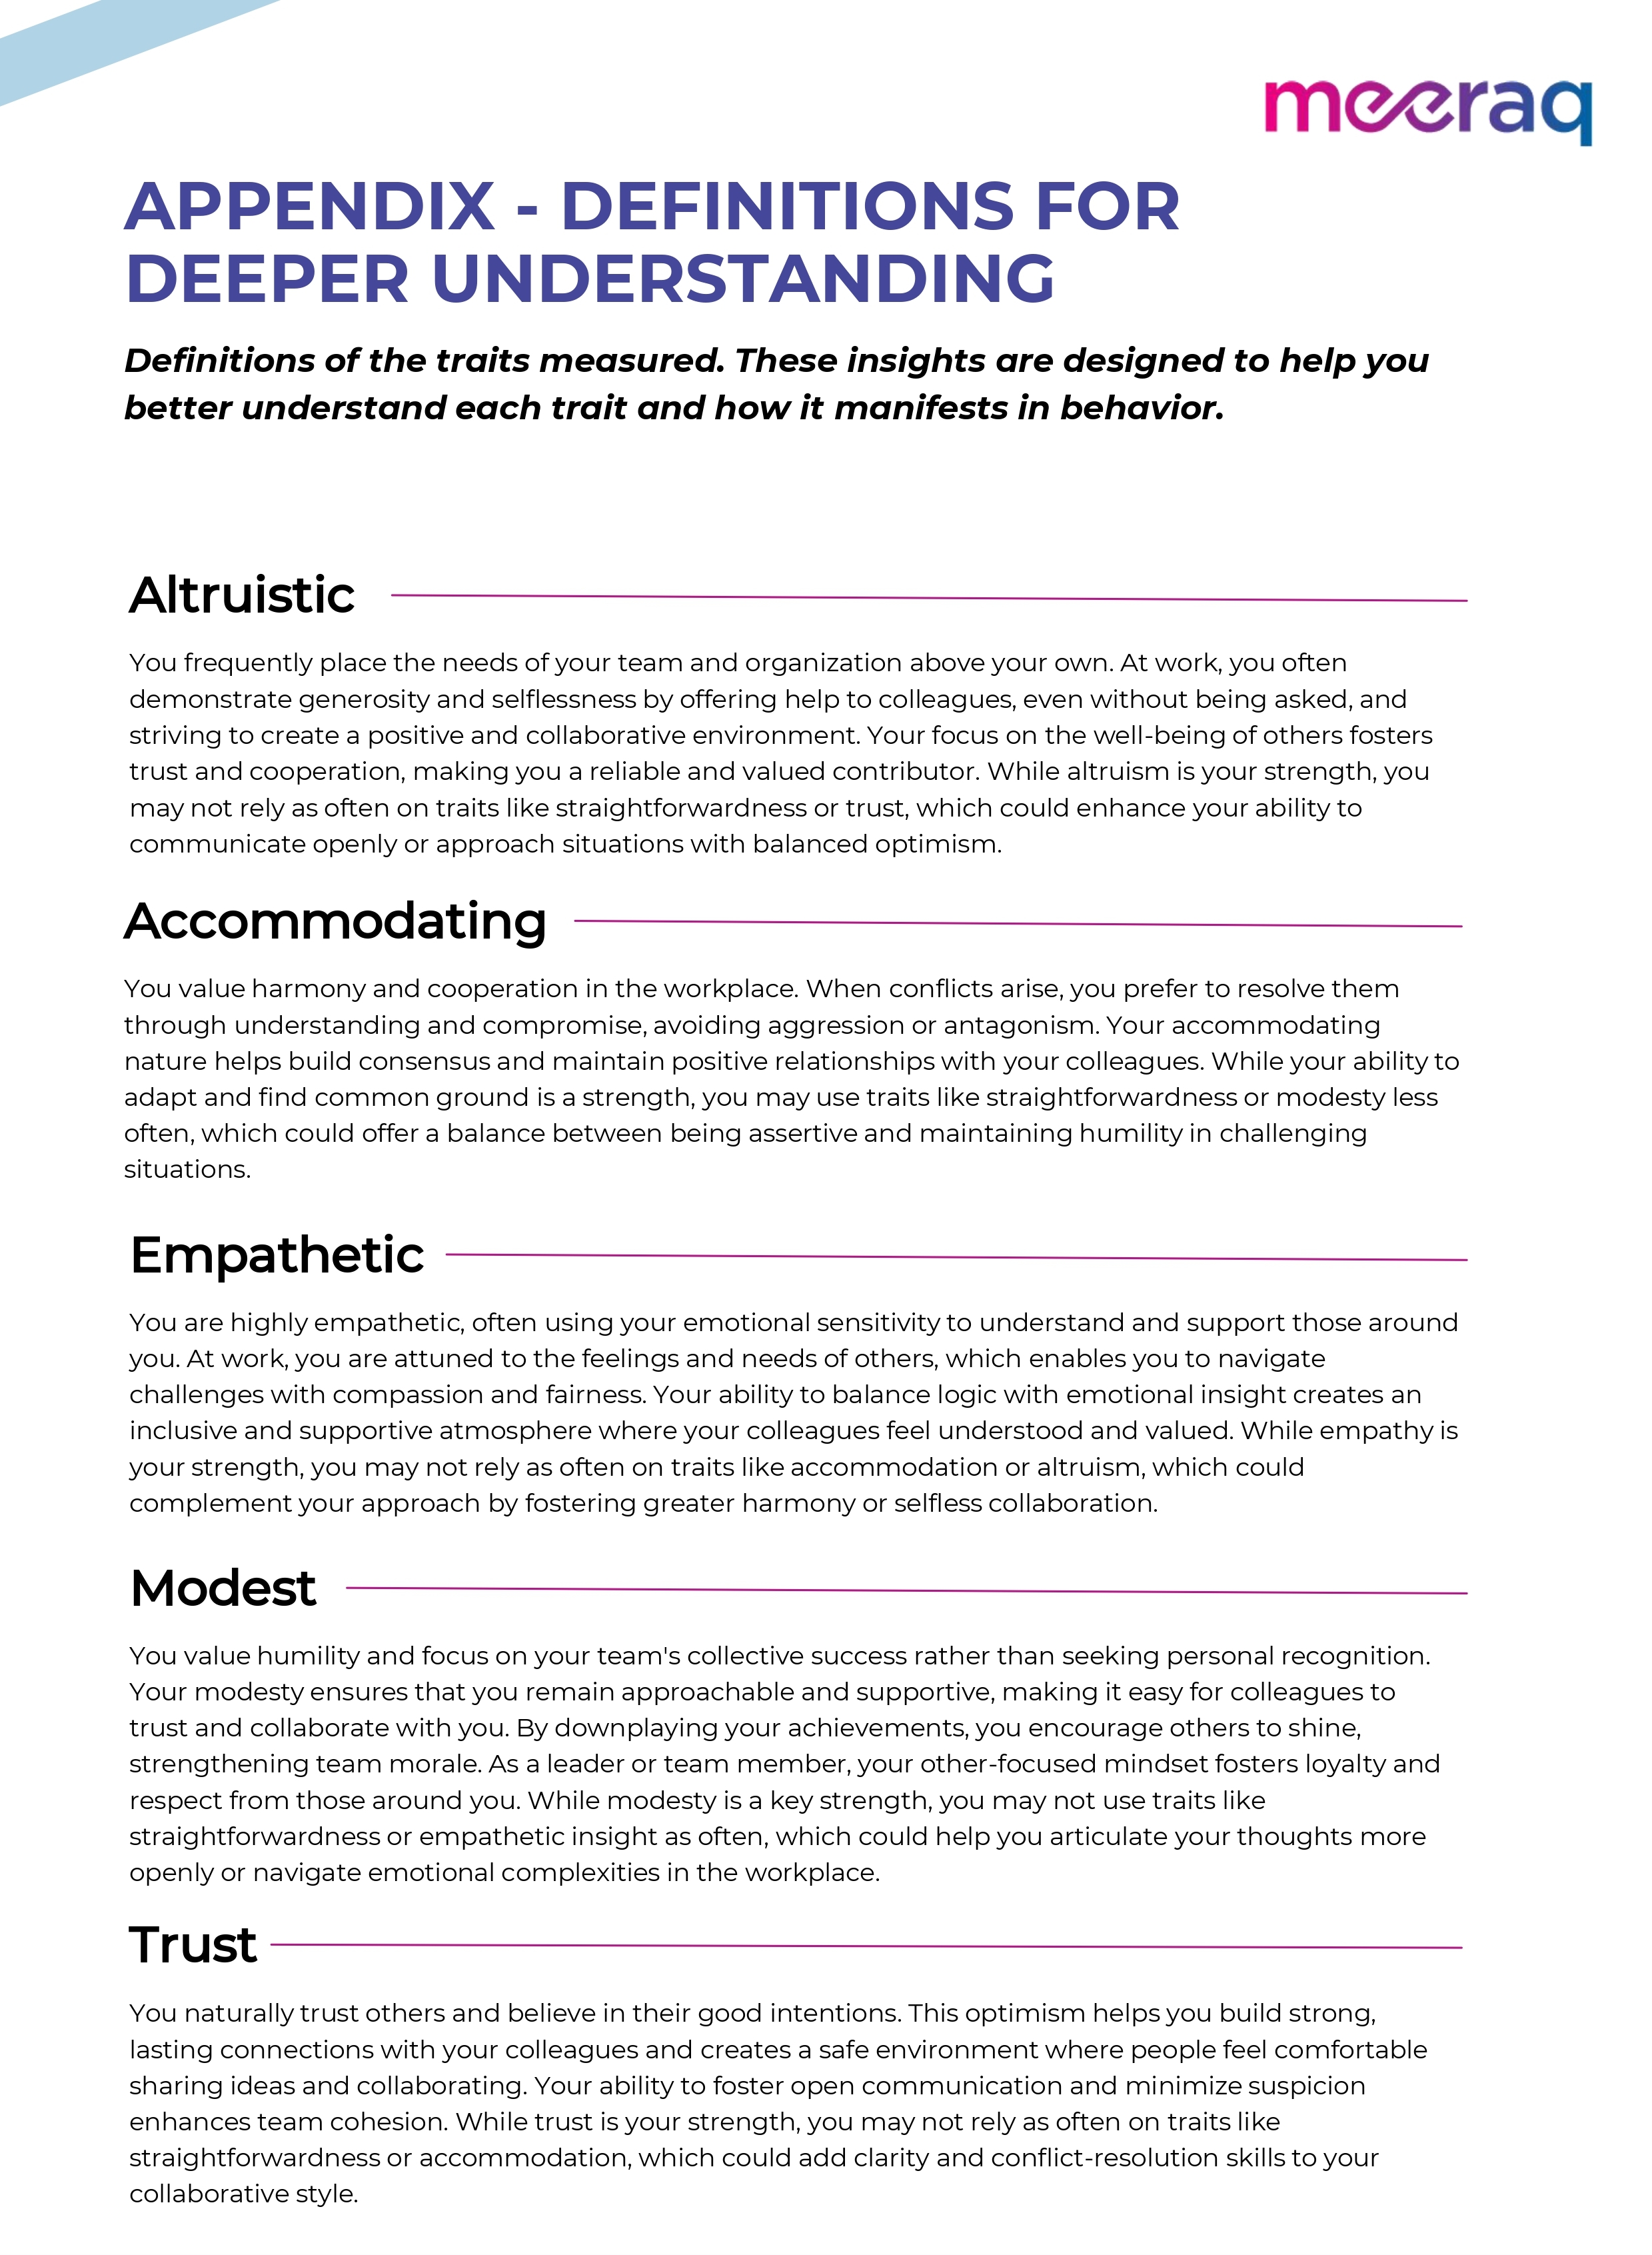 meeraq
APPENDIX - DEFINITIONS FOR
DEEPER UNDERSTANDING
Definitions of the traits measured. These insights are designed to help you
better understand each trait and how it manifests in behavior.
Altruistic
You frequently place the needs of your team and organization above your own. At work, you often
demonstrate generosity and selflessness by offering help to colleagues, even without being asked, and
striving to create a positive and collaborative environment. Your focus on the well-being of others fosters
trust and cooperation, making you a reliable and valued contributor. While altruism is your strength, you
may not rely as often on traits like straightforwardness or trust, which could enhance your ability to
communicate openly or approach situations with balanced optimism.
Accommodating
You value harmony and cooperation in the workplace. When conflicts arise, you prefer to resolve them
through understanding and compromise, avoiding aggression or antagonism. Your accommodating
nature helps build consensus and maintain positive relationships with your colleagues. While your ability to
adapt and find common ground is a strength, you may use traits like straightforwardness or modesty less
often, which could offer a balance between being assertive and maintaining humility in challenging
situations.
Empathetic
You are highly empathetic, often using your emotional sensitivity to understand and support those around
you. At work, you are attuned to the feelings and needs of others, which enables you to navigate
challenges with compassion and fairness. Your ability to balance logic with emotional insight creates an
inclusive and supportive atmosphere where your colleagues feel understood and valued. While empathy is
your strength, you may not rely as often on traits like accommodation or altruism, which could
complement your approach by fostering greater harmony or selfless collaboration.
Modest
You value humility and focus on your team's collective success rather than seeking personal recognition.
Your modesty ensures that you remain approachable and supportive, making it easy for colleagues to
trust and collaborate with you. By downplaying your achievements, you encourage others to shine,
strengthening team morale. As a leader or team member, your other-focused mindset fosters loyalty and
respect from those around you. While modesty is a key strength, you may not use traits like
straightforwardness or empathetic insight as often, which could help you articulate your thoughts more
openly or navigate emotional complexities in the workplace.
Trust
You naturally trust others and believe in their good intentions. This optimism helps you build strong,
lasting connections with your colleagues and creates a safe environment where people feel comfortable
sharing ideas and collaborating. Your ability to foster open communication and minimize suspicion
enhances team cohesion. While trust is your strength, you may not rely as often on traits like
straightforwardness or accommodation, which could add clarity and conflict-resolution skills to your
collaborative style.